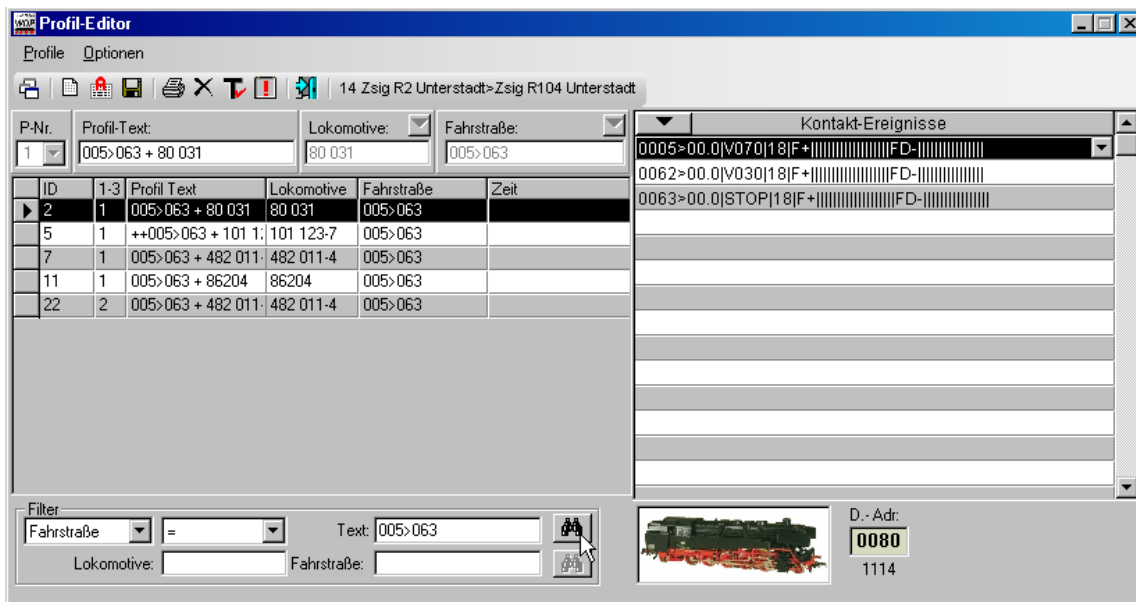 WDP Profil-Editor
Profile Optionen
14 Zsig R2 Unterstadt>Zsig R104 Unterstadt
P-Nr. Profil-Text: Lokomotive: Fahrstraße:
1 005>063 + 80 031 80 031 005>063
ID 1-3 Profil Text Lokomotive Fahrstraße Zeit
2 1 005>063 + 80 031 80 031 005>063
5 1 ++005>063 + 101 1: 101 123-7 005>063
7 1 005>063 + 482 011- 482 011-4 005>063
11 1 005>063 + 86204 86204 005>063
22 2 005>063 + 482 011- 482 011-4 005>063
Kontakt-Ereignisse
0005>00.0|V070|18|F+||||||||||||||||||FD-|||||||||||||||
0062>00.0|V030|18|F+||||||||||||||||||FD-|||||||||||||||
0063>00.0|STOP|18|F+||||||||||||||||||FD-|||||||||||||||
Filter
Fahrstraße = Text: 005>063
Lokomotive: Fahrstraße:
D.- Adr.:
0080
1114